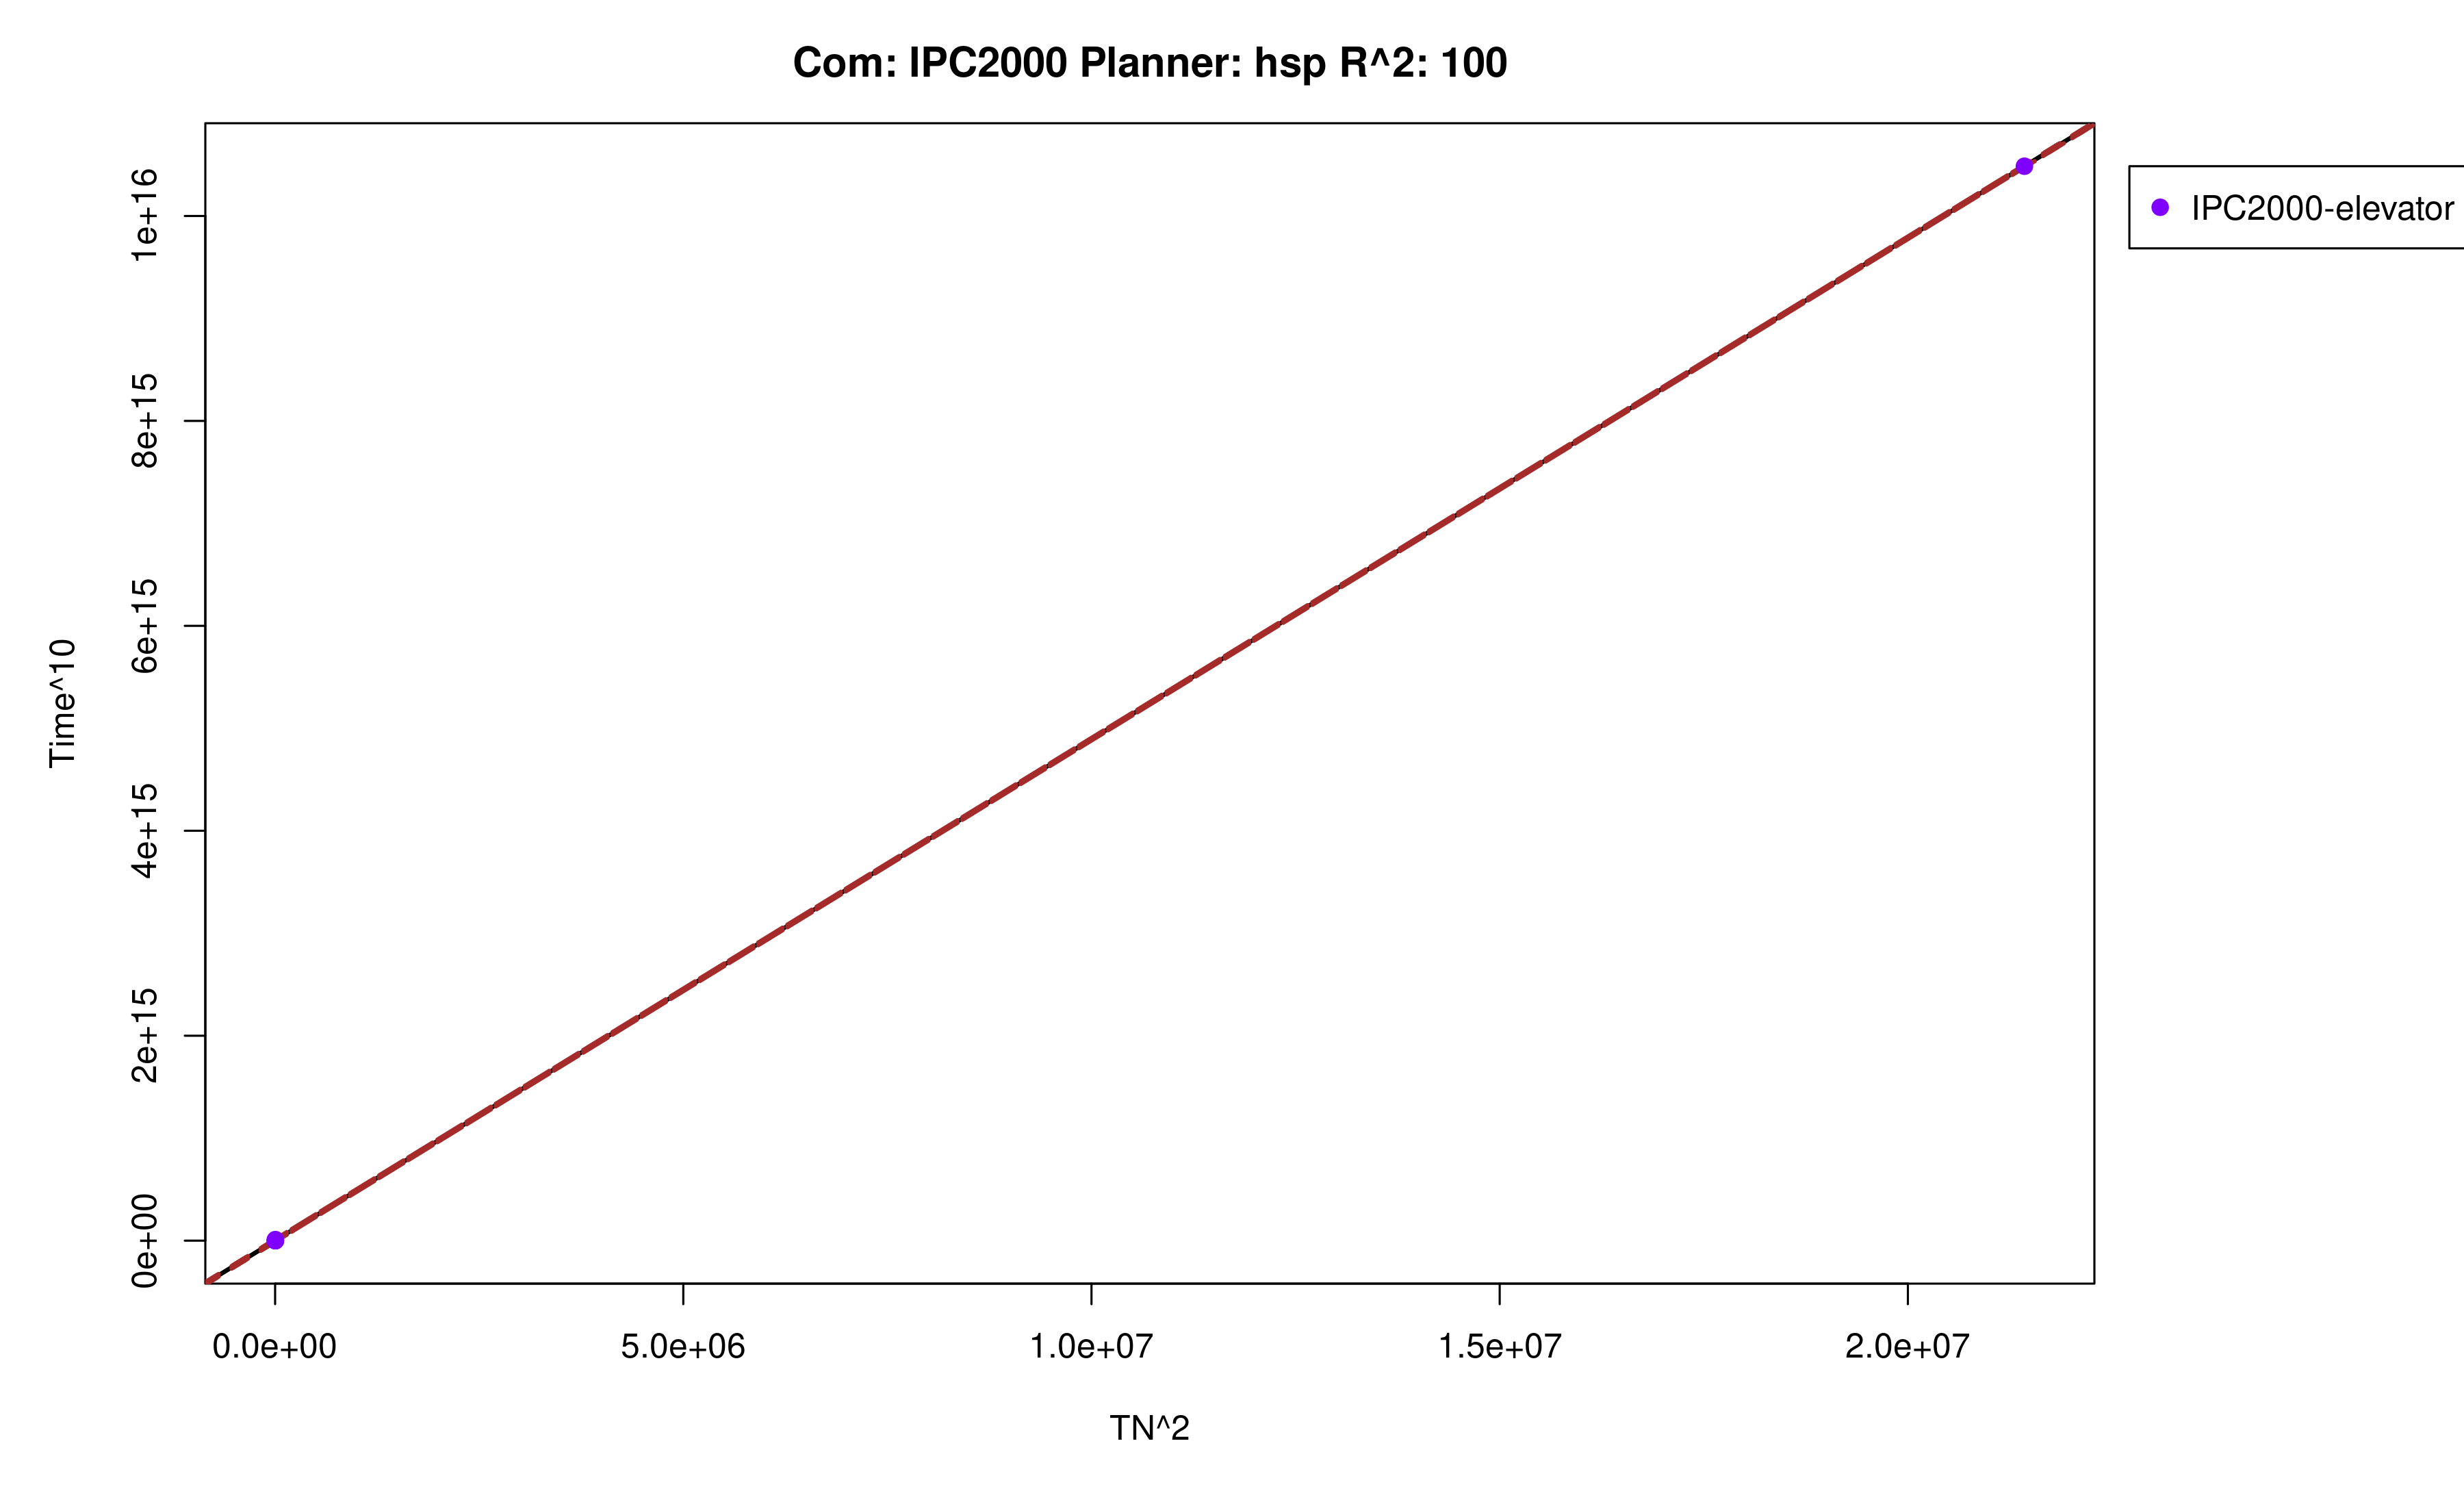 Com: IPC2000 Planner: hsp R^2: 100
IPC2000-elevator
1e+16
8e+15
6e+15
4e+15
2e+15
0e+00
Time^10
0.0e+00 5.0e+06 1.0e+07 1.5e+07 2.0e+07
TN^2